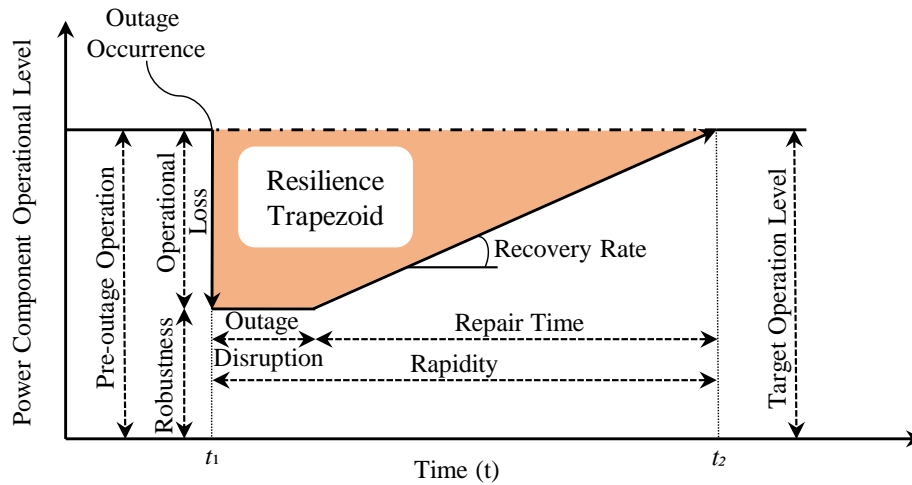 Outage
Occurrence
Power Component Operational Level
Pre-outage Operation
Operational
Loss
Robustness
Resilience
Trapezoid
Recovery Rate
Outage
Disruption
Repair Time
Rapidity
Target Operation Level
t1
Time (t)
t2